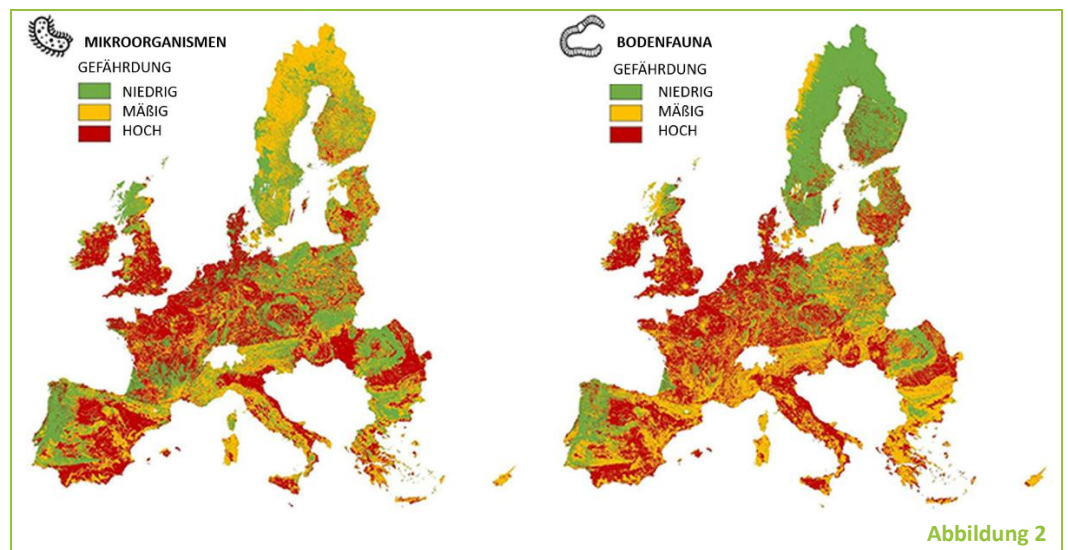 MIKROORGANISMEN
GEFÄHRDUNG
NIEDRIG
MÄßIG
HOCH
BODENFAUNA
GEFÄHRDUNG
NIEDRIG
MÄßIG
HOCH
Abbildung 2